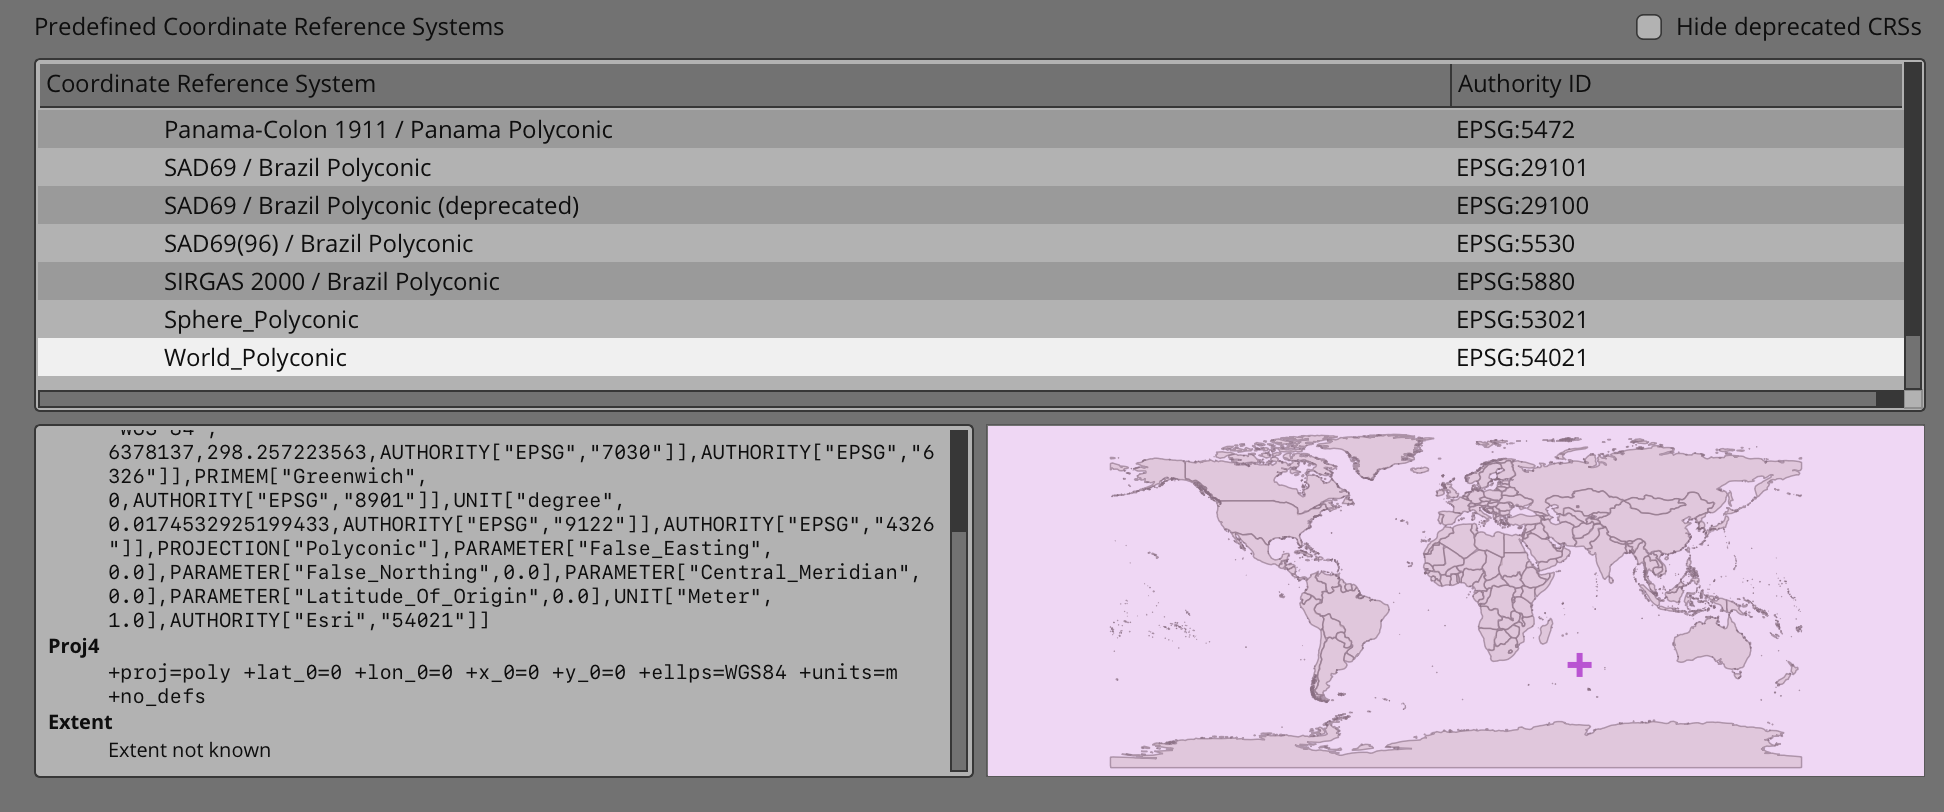 Predefined Coordinate Reference Systems
Hide deprecated CRSs
Coordinate Reference System
Authority ID
Panama-Colon 1911 / Panama Polyconic
EPSG:5472
SAD69 / Brazil Polyconic
EPSG:29101
SAD69 / Brazil Polyconic (deprecated)
EPSG:29100
SAD69(96) / Brazil Polyconic
EPSG:5530
SIRGAS 2000 / Brazil Polyconic
EPSG:5880
Sphere_Polyconic
EPSG:53021
World_Polyconic
EPSG:54021
"WGS 84",
6378137,298.257223563,AUTHORITY["EPSG","7030"]],AUTHORITY["EPSG","6
326"]],PRIMEM["Greenwich",
0,AUTHORITY["EPSG","8901"]],UNIT["degree",
0.0174532925199433,AUTHORITY["EPSG","9122"]],AUTHORITY["EPSG","4326
"]],PROJECTION["Polyconic"],PARAMETER["False_Easting",
0.0],PARAMETER["False_Northing",0.0],PARAMETER["Central_Meridian",
0.0],PARAMETER["Latitude_Of_Origin",0.0],UNIT["Meter",
1.0],AUTHORITY["Esri","54021"]]
Proj4
+proj=poly +lat_0=0 +lon_0=0 +x_0=0 +y_0=0 +ellps=WGS84 +units=m
+no_defs
Extent
Extent not known